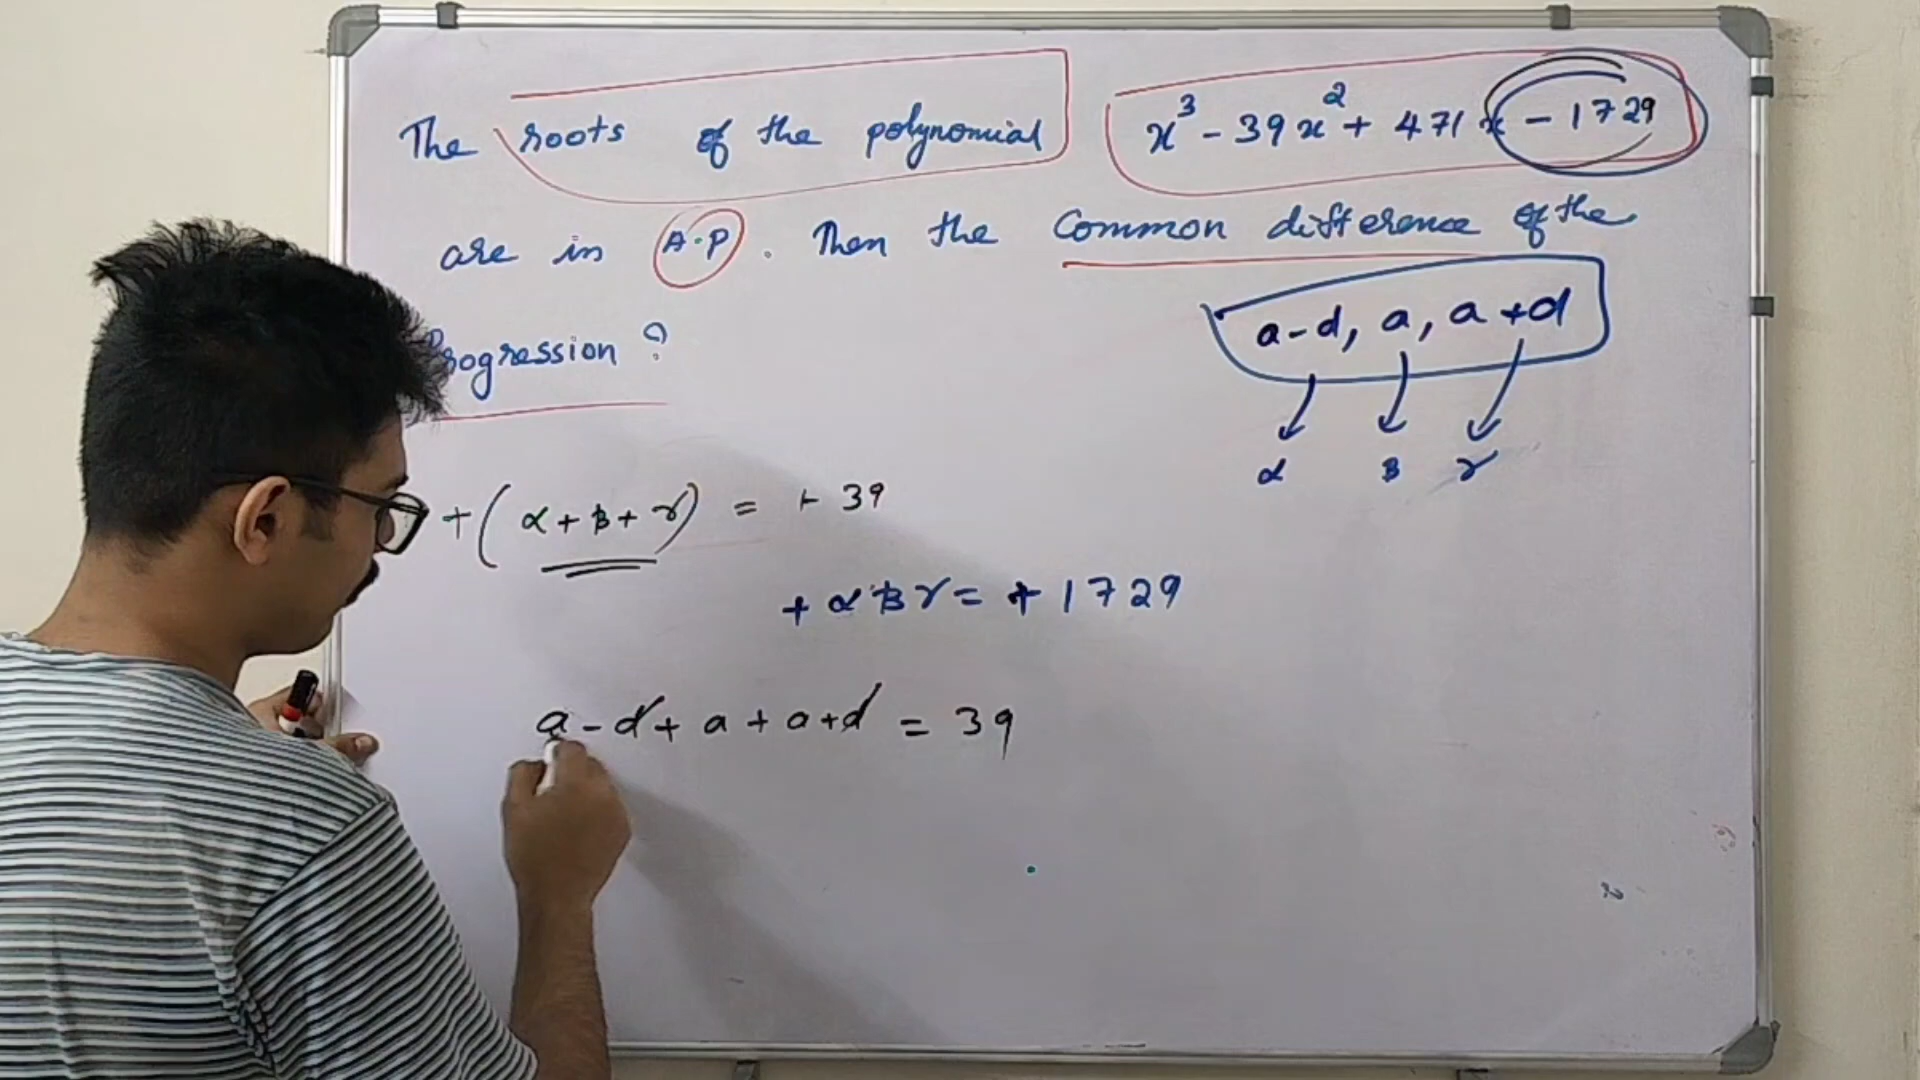 The roots of the polynomial x³ - 39x² + 471x - 1729
are in A.P. Then the Common difference of the
Progression ?
a-d, a, a+d
α β γ
+(α+β+γ) = +39
+αβγ = +1729
a-d+a+a+d = 39